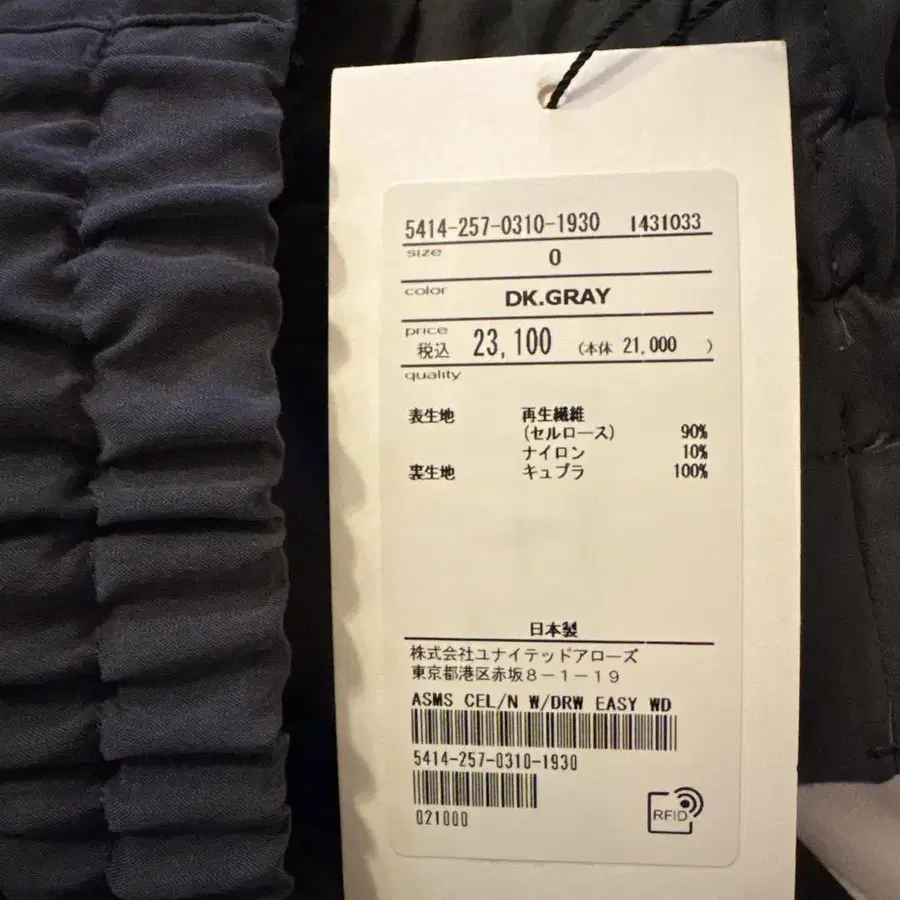 5414-257-0310-1930 1431033
size 0
color DK.GRAY
price
税込 23,100 (本体 21,000 )
quality
表生地 再生繊維
(セルロース) 90%
ナイロン 10%
裏生地 キュプラ 100%
日本製
株式会社ユナイテッドアローズ
東京都港区赤坂8-1-19
ASMS CEL/N W/DRW EASY WD
5414-257-0310-1930
021000
RFID